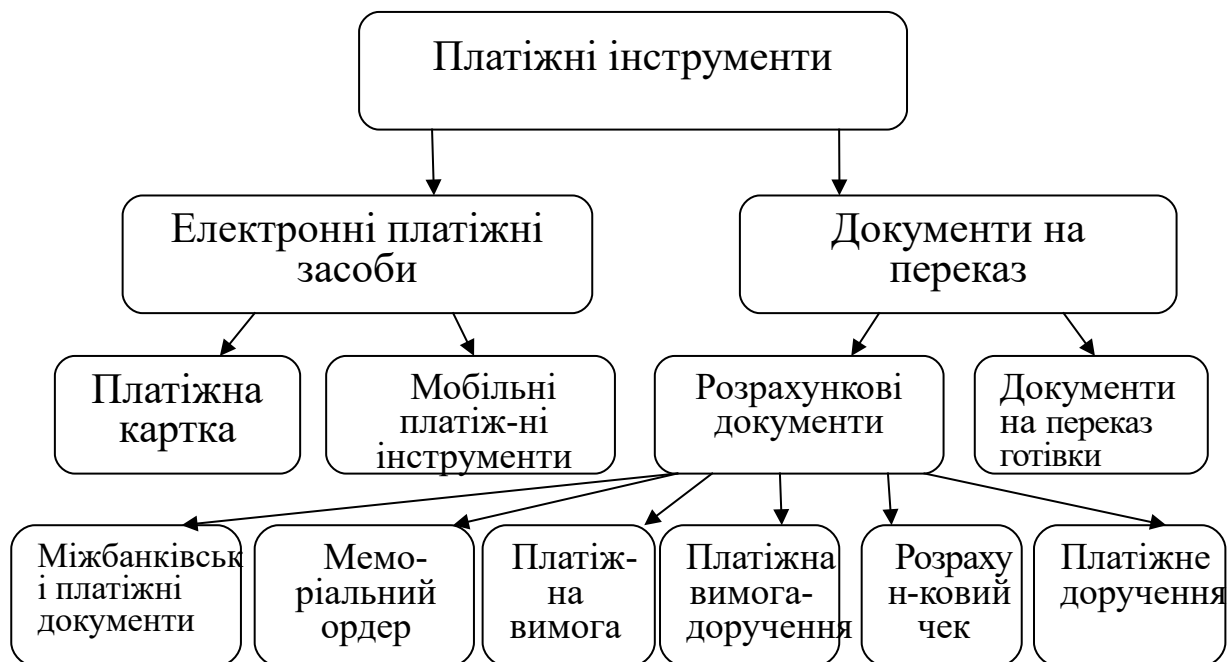 Платіжні інструменти
Електронні платіжні
засоби
Документи на
переказ
Платіжна
картка
Мобільні
платіж-ні
інструменти
Розрахункові
документи
Документи
на переказ
готівки
Міжбанківськ
і платіжні
документи
Мемо-
ріальний
ордер
Платіж-
на
вимога
Платіжна
вимога-
доручення
Розраху
н-ковий
чек
Платіжне
доручення